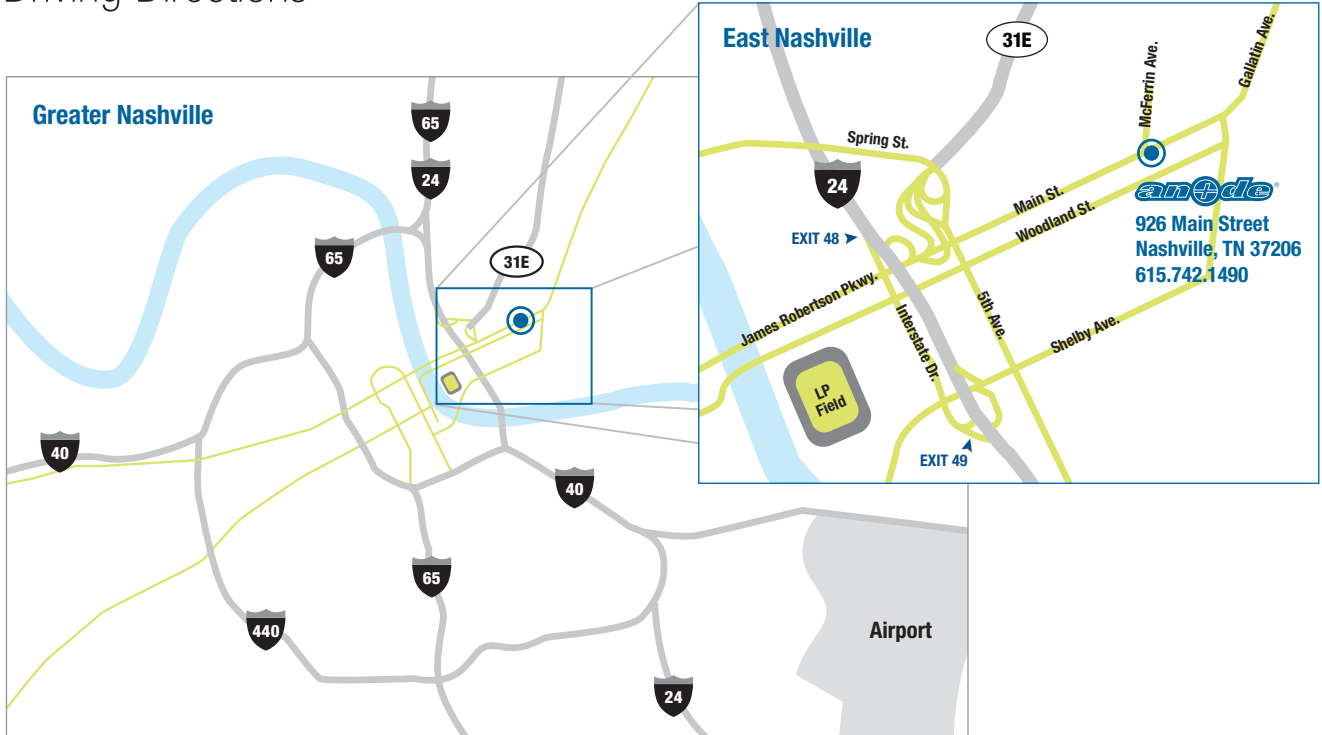 Driving Directions
Greater Nashville
65
24
65
31E
40
40
65
440
24
Airport
East Nashville
31E
McFerrin Ave.
Gallatin Ave.
Spring St.
24
Main St.
Woodland St.
EXIT 48
James Robertson Pkwy.
Interstate Dr.
5th Ave.
Shelby Ave.
LP
Field
EXIT 49
anode®
926 Main Street
Nashville, TN 37206
615.742.1490